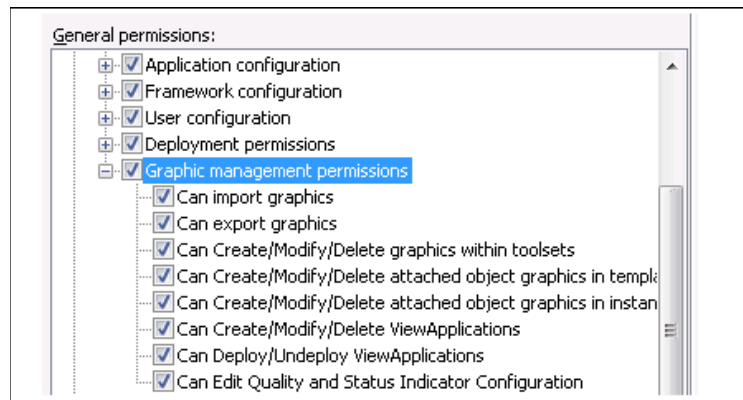 General permissions:
Application configuration
Framework configuration
User configuration
Deployment permissions
Graphic management permissions
Can import graphics
Can export graphics
Can Create/Modify/Delete graphics within toolsets
Can Create/Modify/Delete attached object graphics in templa
Can Create/Modify/Delete attached object graphics in instan
Can Create/Modify/Delete ViewApplications
Can Deploy/Undeploy ViewApplications
Can Edit Quality and Status Indicator Configuration